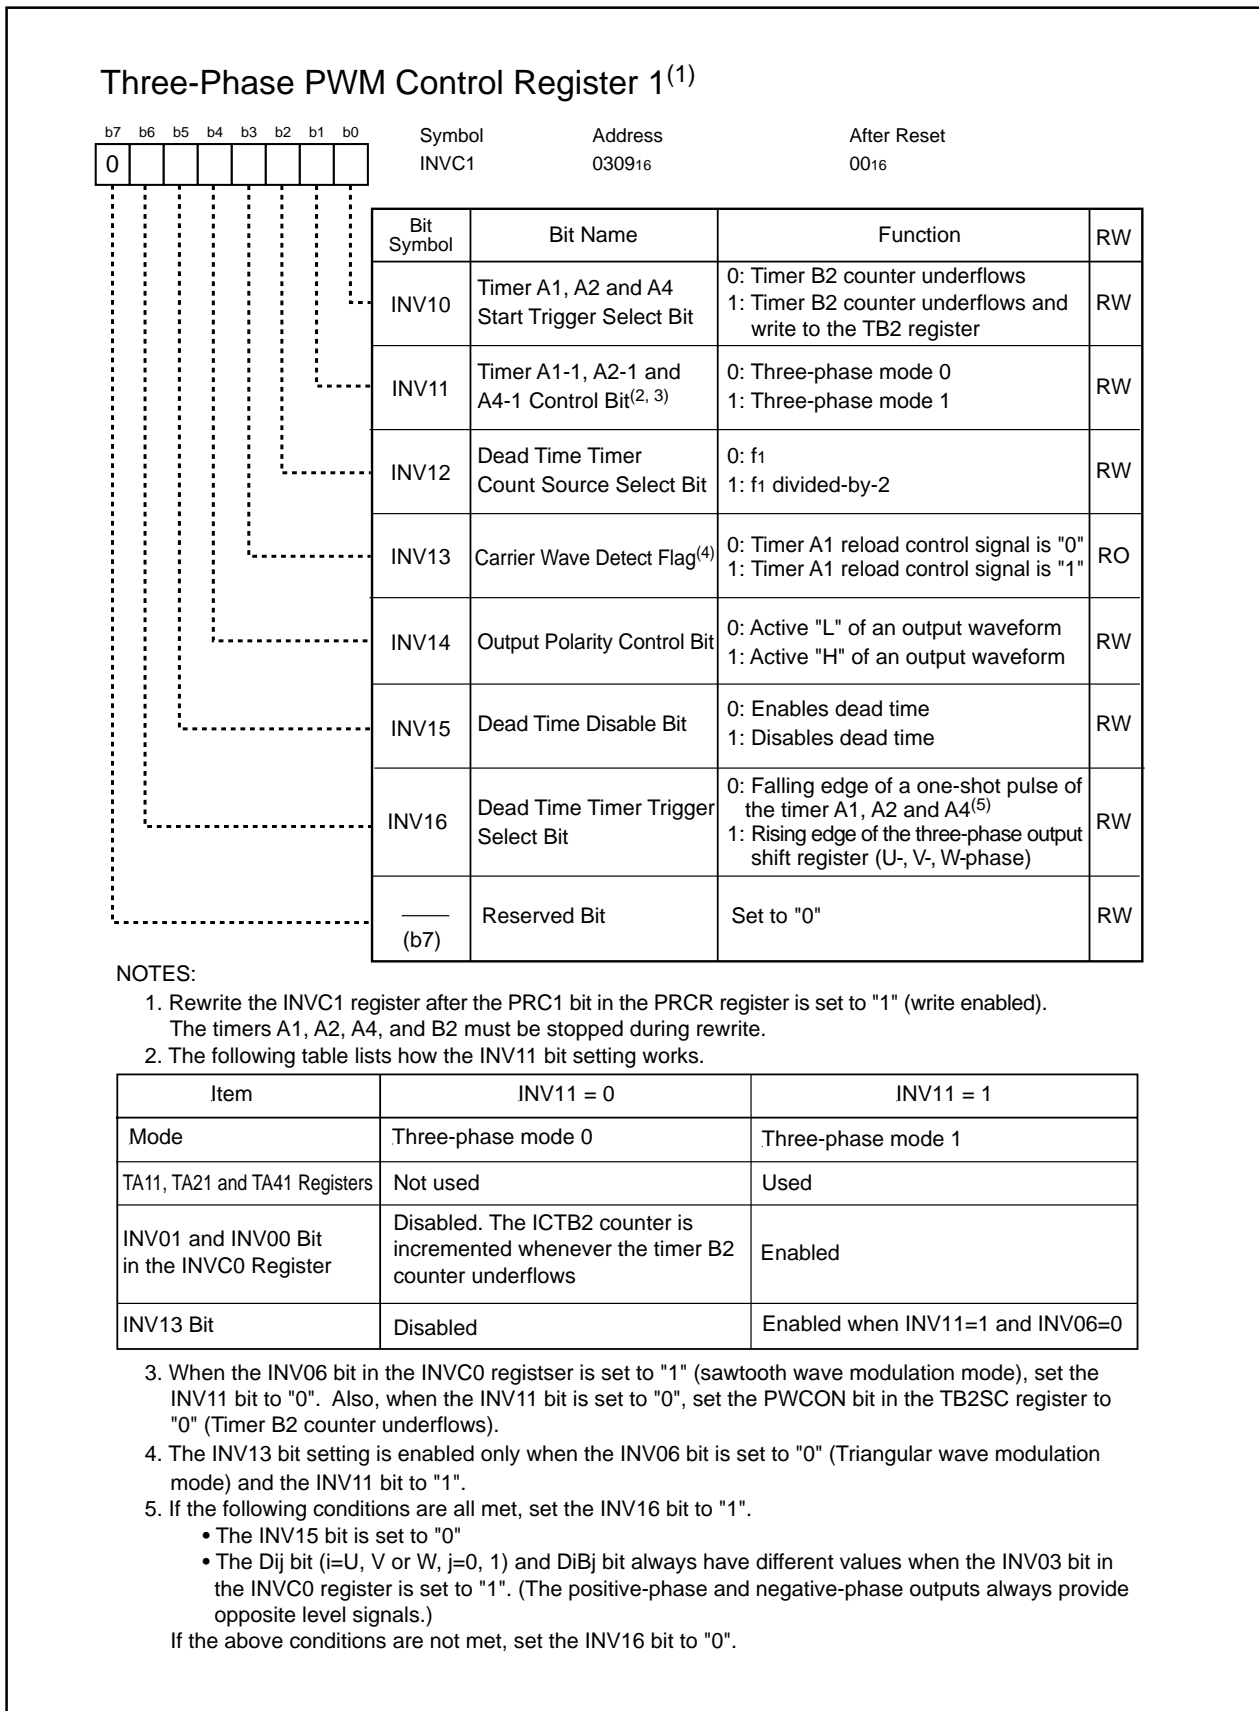 Three-Phase PWM Control Register 1(1)
b7 b6 b5 b4 b3 b2 b1 b0
Symbol Address After Reset
0
INVC1 030916 0016
Bit Symbol Bit Name Function RW
INV10
Timer A1, A2 and A4
Start Trigger Select Bit
0: Timer B2 counter underflows
1: Timer B2 counter underflows and
write to the TB2 register
RW
INV11
Timer A1-1, A2-1 and
A4-1 Control Bit(2, 3)
0: Three-phase mode 0
1: Three-phase mode 1
RW
INV12
Dead Time Timer
Count Source Select Bit
0: f1
1: f1 divided-by-2
RW
INV13
Carrier Wave Detect Flag(4)
0: Timer A1 reload control signal is "0"
1: Timer A1 reload control signal is "1"
RO
INV14
Output Polarity Control Bit
0: Active "L" of an output waveform
1: Active "H" of an output waveform
RW
INV15
Dead Time Disable Bit
0: Enables dead time
1: Disables dead time
RW
INV16
Dead Time Timer Trigger
Select Bit
0: Falling edge of a one-shot pulse of
the timer A1, A2 and A4(5)
1: Rising edge of the three-phase output
shift register (U-, V-, W-phase)
RW
(b7)
Reserved Bit
Set to "0"
RW
NOTES:
1. Rewrite the INVC1 register after the PRC1 bit in the PRCR register is set to "1" (write enabled).
The timers A1, A2, A4, and B2 must be stopped during rewrite.
2. The following table lists how the INV11 bit setting works.
Item INV11 = 0 INV11 = 1
Mode Three-phase mode 0 Three-phase mode 1
TA11, TA21 and TA41 Registers Not used Used
INV01 and INV00 Bit
in the INVC0 Register
Disabled. The ICTB2 counter is
incremented whenever the timer B2
counter underflows
Enabled
INV13 Bit Disabled Enabled when INV11=1 and INV06=0
3. When the INV06 bit in the INVC0 registser is set to "1" (sawtooth wave modulation mode), set the
INV11 bit to "0". Also, when the INV11 bit is set to "0", set the PWCON bit in the TB2SC register to
"0" (Timer B2 counter underflows).
4. The INV13 bit setting is enabled only when the INV06 bit is set to "0" (Triangular wave modulation
mode) and the INV11 bit to "1".
5. If the following conditions are all met, set the INV16 bit to "1".
• The INV15 bit is set to "0"
• The Dij bit (i=U, V or W, j=0, 1) and DiBj bit always have different values when the INV03 bit in
the INVC0 register is set to "1". (The positive-phase and negative-phase outputs always provide
opposite level signals.)
If the above conditions are not met, set the INV16 bit to "0".